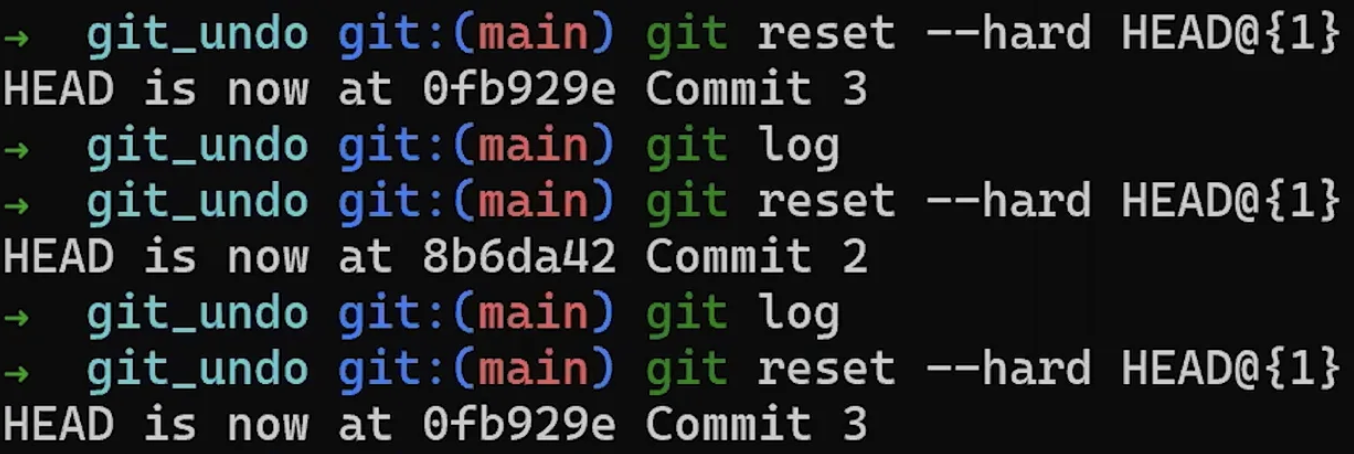 → git_undo git:(main) git reset --hard HEAD@{1}
HEAD is now at 0fb929e Commit 3
→ git_undo git:(main) git log
→ git_undo git:(main) git reset --hard HEAD@{1}
HEAD is now at 8b6da42 Commit 2
→ git_undo git:(main) git log
→ git_undo git:(main) git reset --hard HEAD@{1}
HEAD is now at 0fb929e Commit 3